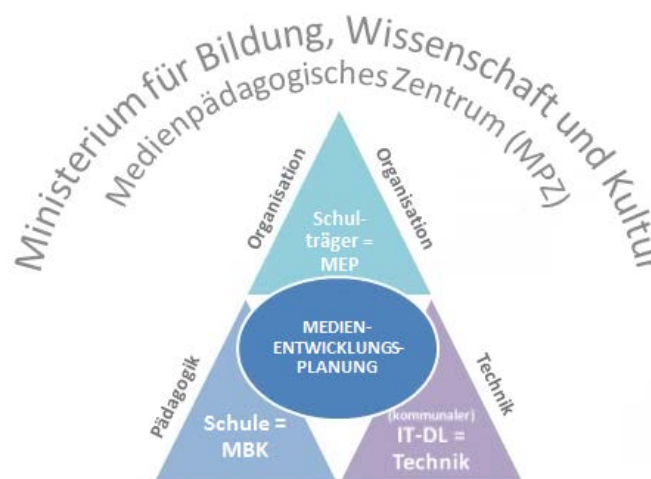 Ministerium für Bildung, Wissenschaft und Kultur
Medienpädagogisches Zentrum (MPZ)
Organisation
Organisation
Schul-
träger =
MEP
MEDIEN-
ENTWICKLUNGS-
PLANUNG
Pädagogik
Technik
Schule =
MBK
(kommunaler)
IT-DL =
Technik